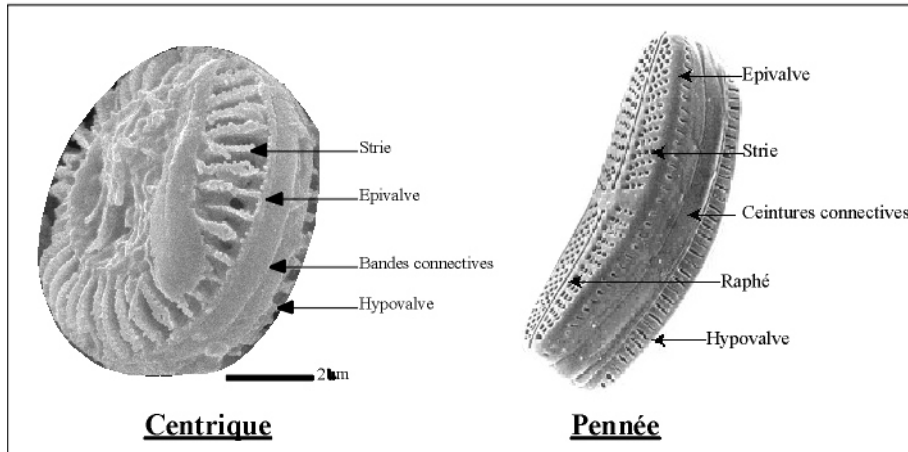 Strie
Epivalve
Bandes connectives
Hypovalve
Centrique
Epivalve
Strie
Ceintures connectives
Raphé
Hypovalve
Pennée